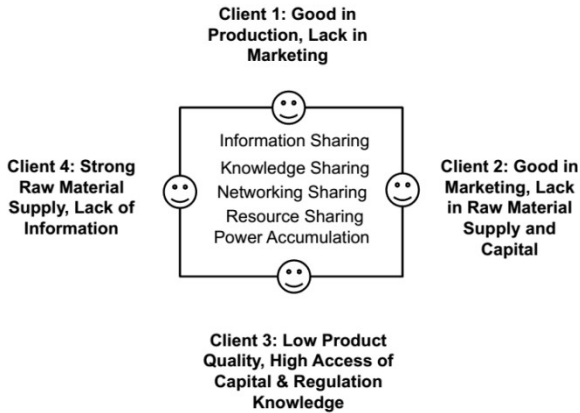 Client 1: Good in
Production, Lack in
Marketing
Information Sharing
Knowledge Sharing
Networking Sharing
Resource Sharing
Power Accumulation
Client 4: Strong
Raw Material
Supply, Lack of
Information
Client 2: Good in
Marketing, Lack
in Raw Material
Supply and
Capital
Client 3: Low Product
Quality, High Access of
Capital & Regulation
Knowledge